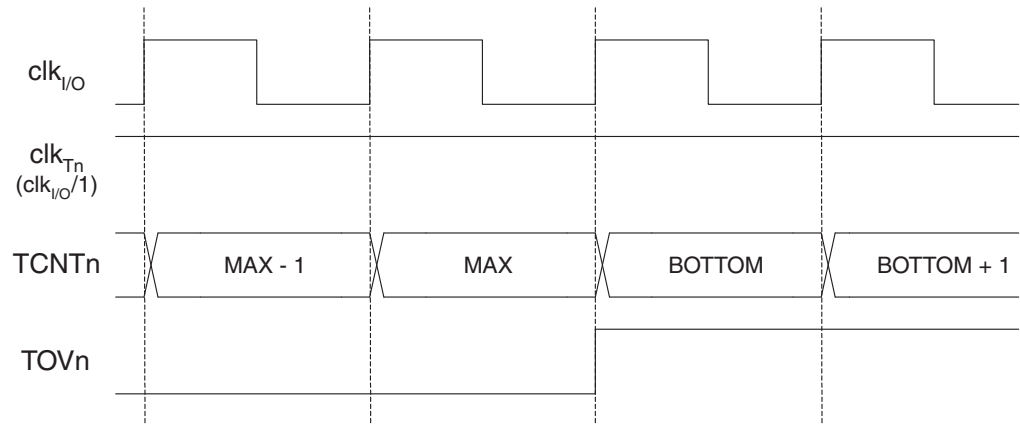 clk I/O
clk Tn
(clk I/O /1)
TCNTn
MAX - 1
MAX
BOTTOM
BOTTOM + 1
TOVn